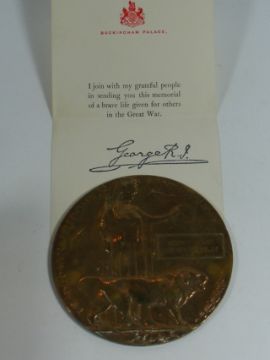 BUCKINGHAM PALACE.
I join with my grateful people
in sending you this memorial
of a brave life given for others
in the Great War.
George R.I.